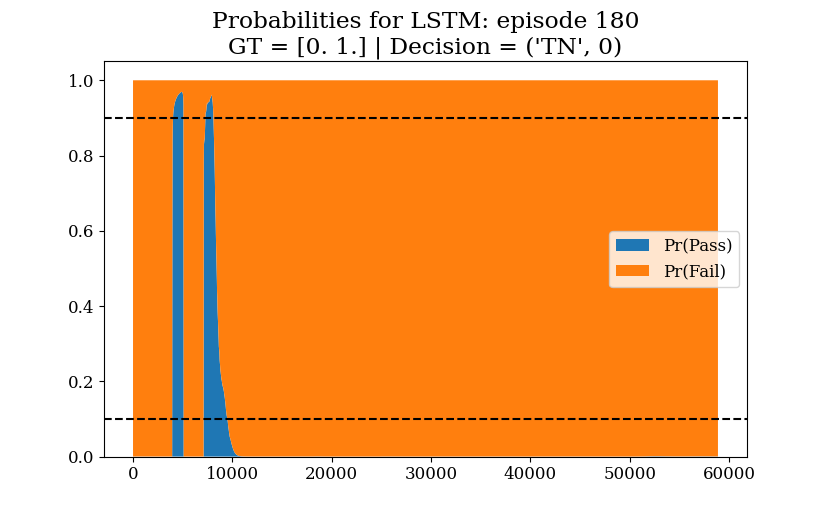 Probabilities for LSTM: episode 180
GT = [0. 1.] | Decision = ('TN', 0)
1.0
0.8
0.6
0.4
0.2
0.0
Pr(Pass)
Pr(Fail)
0 10000 20000 30000 40000 50000 60000